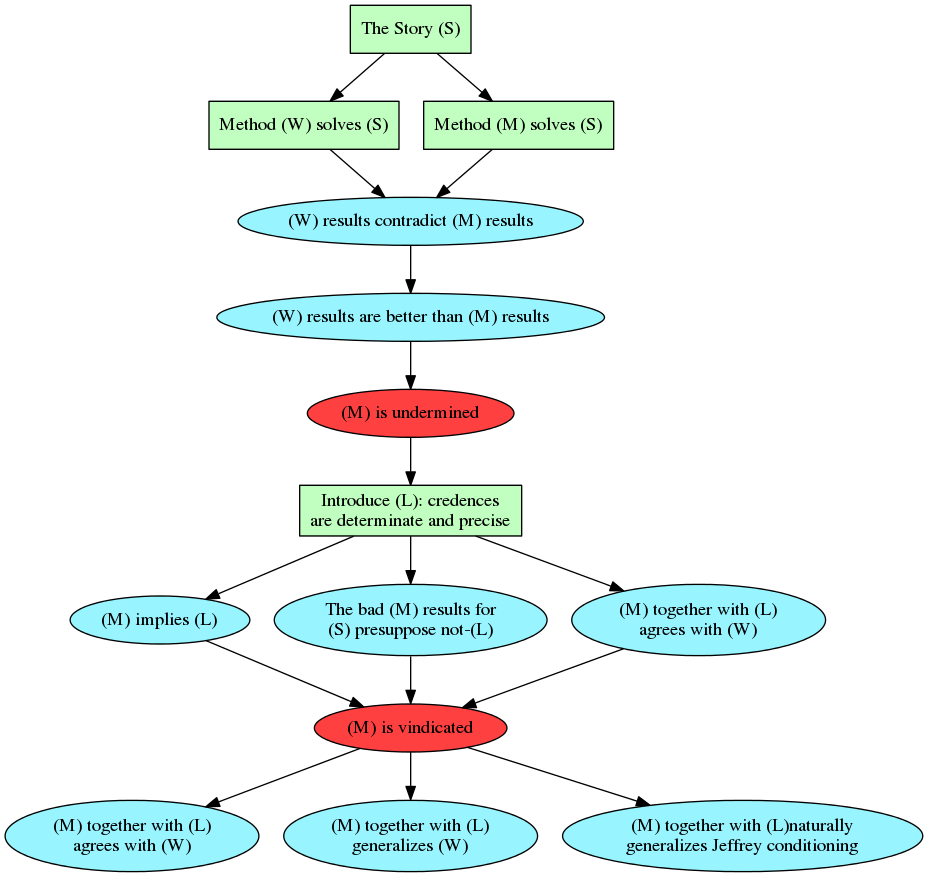 The Story (S)
Method (W) solves (S)
Method (M) solves (S)
(W) results contradict (M) results
(W) results are better than (M) results
(M) is undermined
Introduce (L): credences
are determinate and precise
(M) implies (L)
The bad (M) results for
(S) presuppose not-(L)
(M) together with (L)
agrees with (W)
(M) is vindicated
(M) together with (L)
agrees with (W)
(M) together with (L)
generalizes (W)
(M) together with (L)naturally
generalizes Jeffrey conditioning